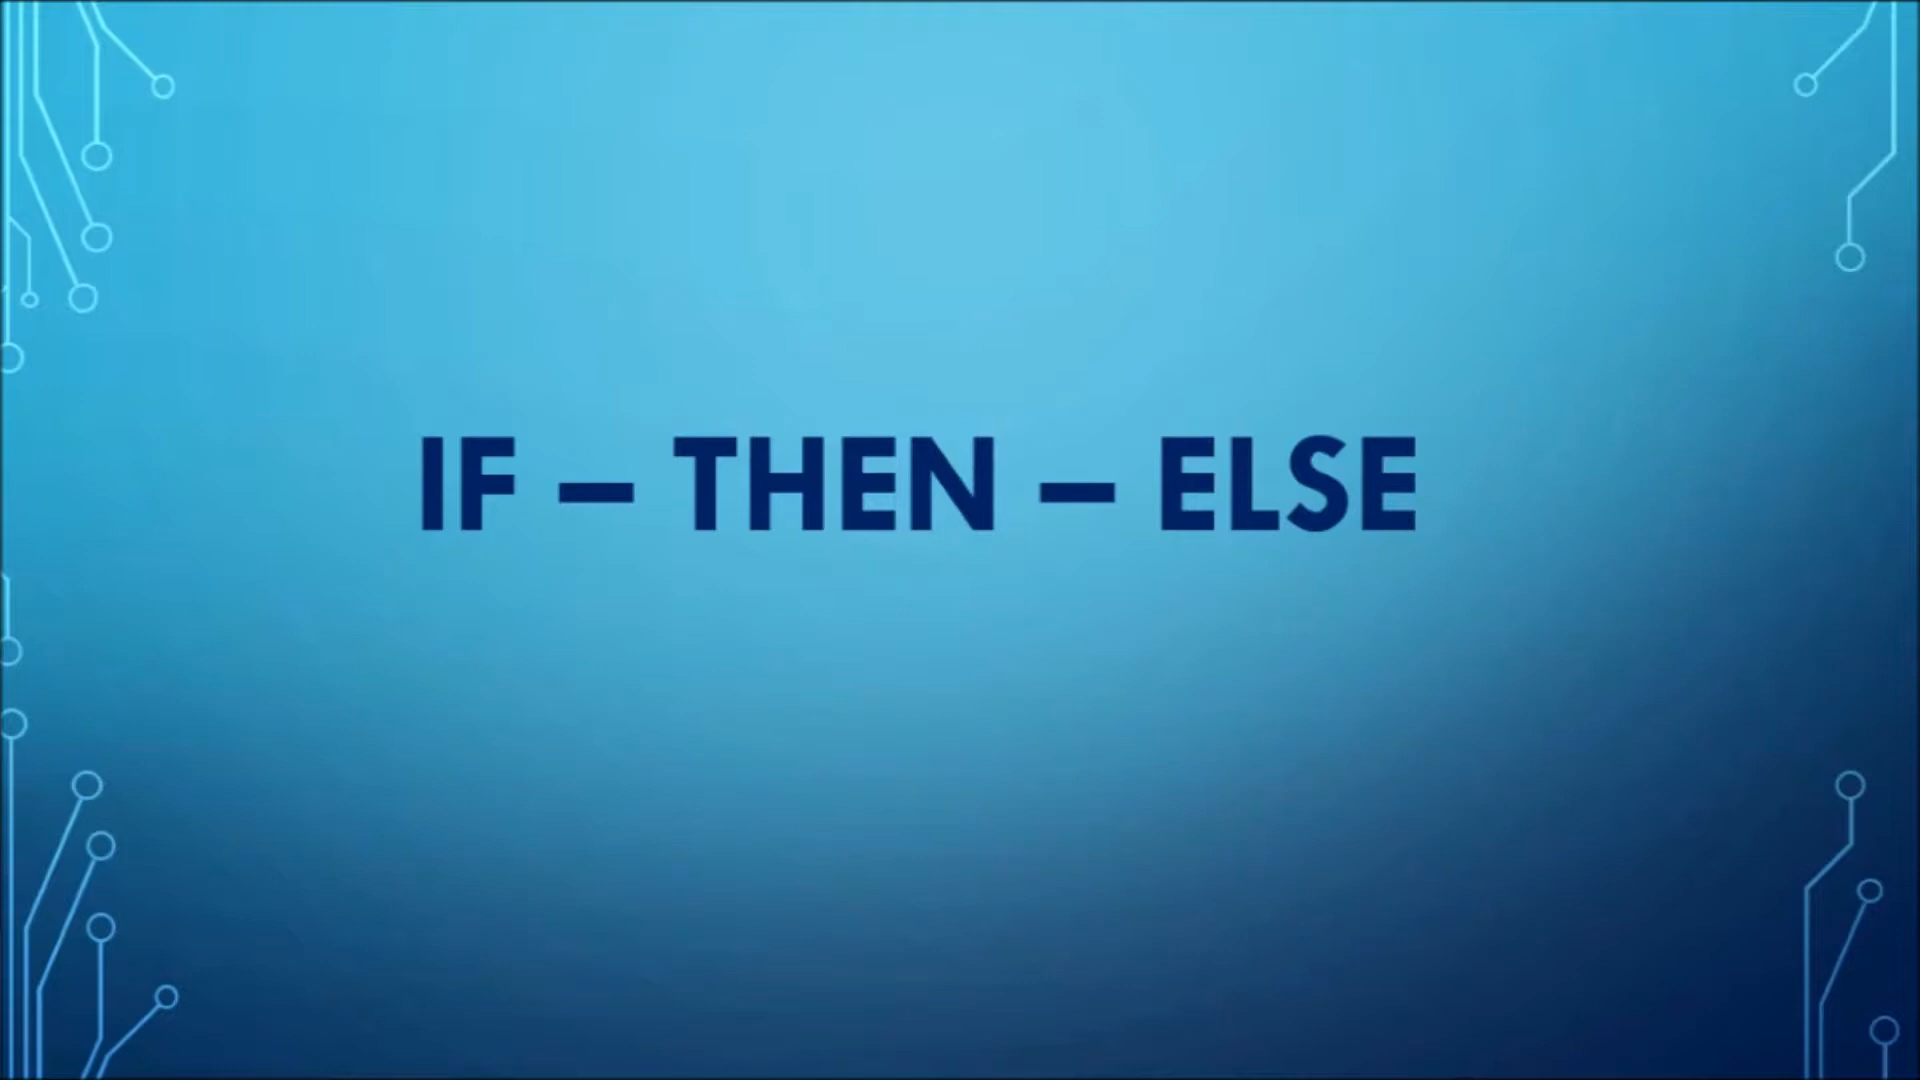 IF – THEN – ELSE